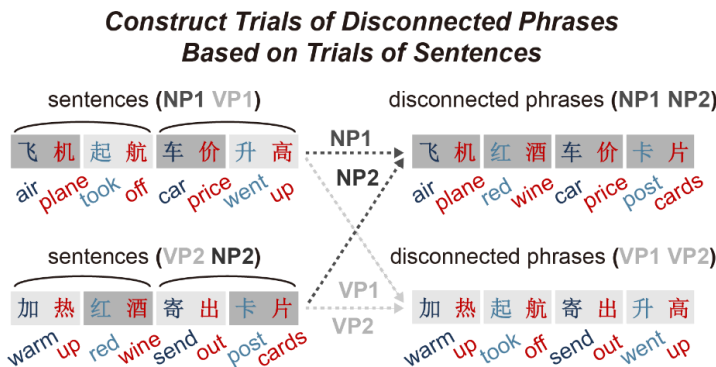 Construct Trials of Disconnected Phrases
Based on Trials of Sentences
sentences (NP1 VP1)
飞机起航车价升高
air plane took off car price went up
NP1
NP2
disconnected phrases (NP1 NP2)
飞机红酒车价卡片
air plane red wine car price post cards
sentences (VP2 NP2)
加热红酒寄出卡片
warm up red wine send out post cards
VP1
VP2
disconnected phrases (VP1 VP2)
加热起航寄出升高
warm up took off send out went up